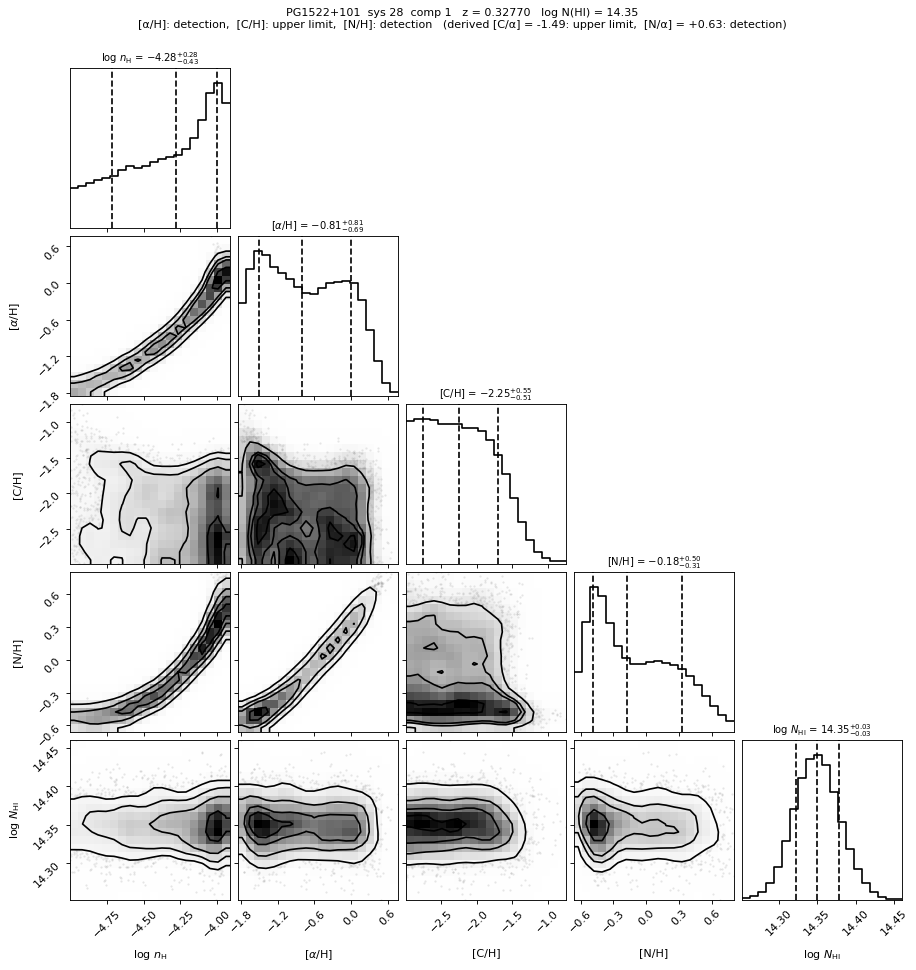 PG1522+101 sys 28 comp 1 z = 0.32770 log N(HI) = 14.35
[α/H]: detection, [C/H]: upper limit, [N/H]: detection (derived [C/α] = -1.49: upper limit, [N/α] = +0.63: detection)
log n_H = −4.28 +0.28 −0.43
[α/H] = −0.81 +0.81 −0.69
[α/H]
0.6
0.0
−0.6
−1.2
−1.8
[C/H] = −2.25 +0.55 −0.51
[C/H]
−1.0
−1.5
−2.0
−2.5
[N/H] = −0.18 +0.50 −0.31
[N/H]
0.6
0.3
0.0
−0.3
−0.6
log N_HI = 14.35 +0.03 −0.03
log N_HI
14.45
14.40
14.35
14.30
−4.75 −4.50 −4.25 −4.00
−1.8 −1.2 −0.6 0.0 0.6
−2.5 −2.0 −1.5 −1.0
−0.6 −0.3 0.0 0.3 0.6
14.30 14.35 14.40 14.45
log n_H [α/H] [C/H] [N/H] log N_HI